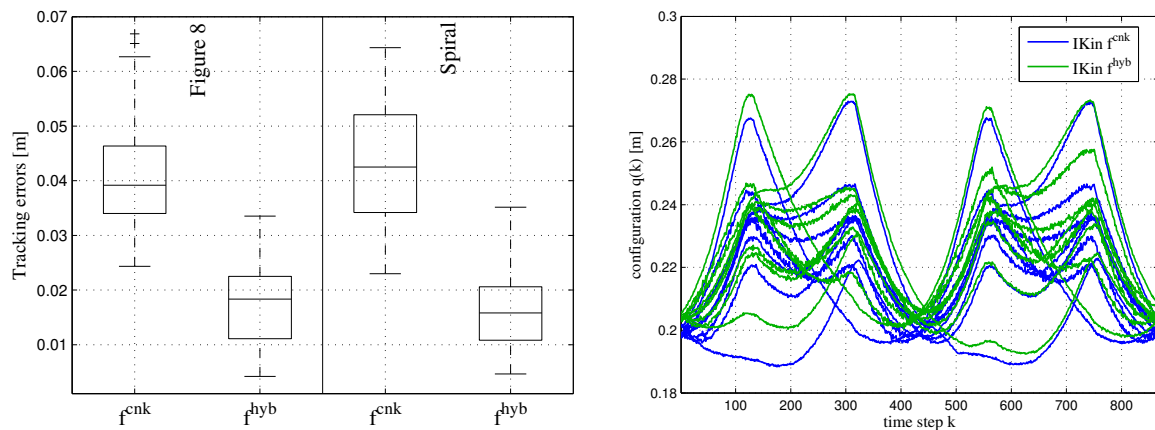 0.07
0.06
0.05
0.04
0.03
0.02
0.01
Tracking errors [m]
Figure 8
Spiral
f^cnk
f^hyb
f^cnk
f^hyb
0.3
0.28
0.26
0.24
0.22
0.2
0.18
configuration q(k) [m]
IKin f^cnk
IKin f^hyb
100 200 300 400 500 600 700 800
time step k